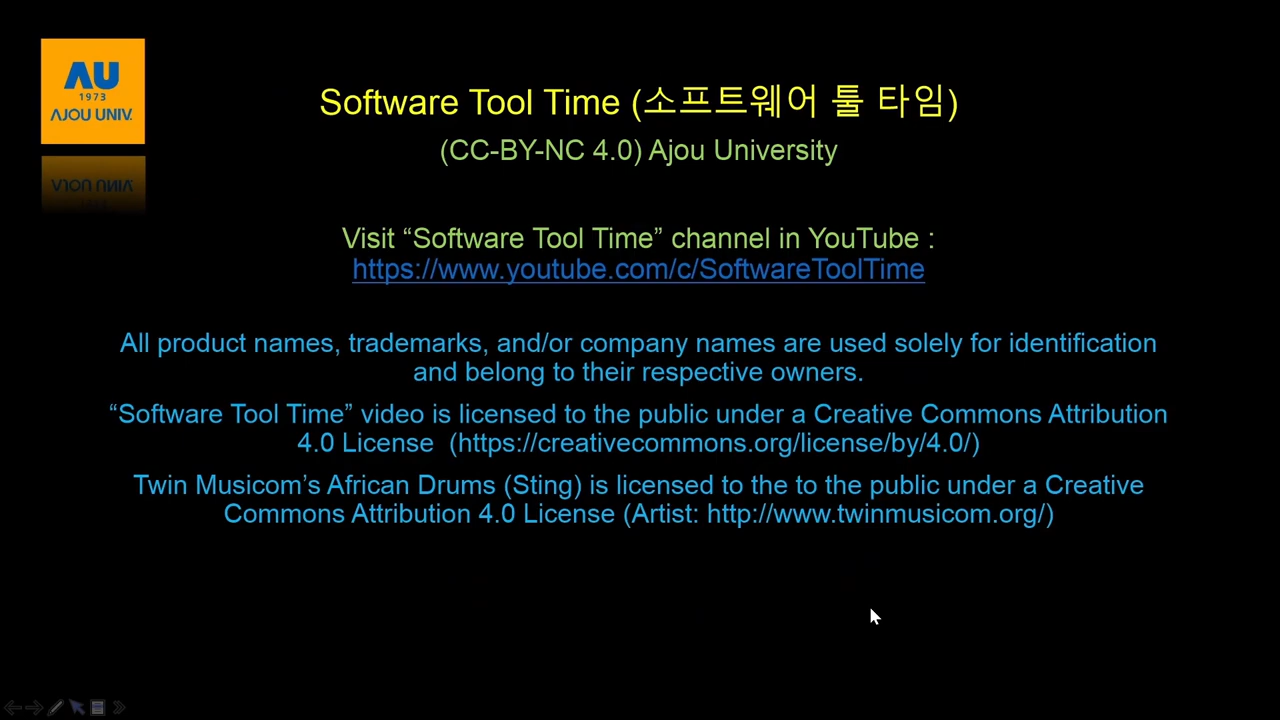 AU
1973
AJOU UNIV.
Software Tool Time (소프트웨어 툴 타임)
(CC-BY-NC 4.0) Ajou University
Visit “Software Tool Time” channel in YouTube :
https://www.youtube.com/c/SoftwareToolTime
All product names, trademarks, and/or company names are used solely for identification
and belong to their respective owners.
“Software Tool Time” video is licensed to the public under a Creative Commons Attribution
4.0 License (https://creativecommons.org/license/by/4.0/)
Twin Musicom’s African Drums (Sting) is licensed to the to the public under a Creative
Commons Attribution 4.0 License (Artist: http://www.twinmusicom.org/)